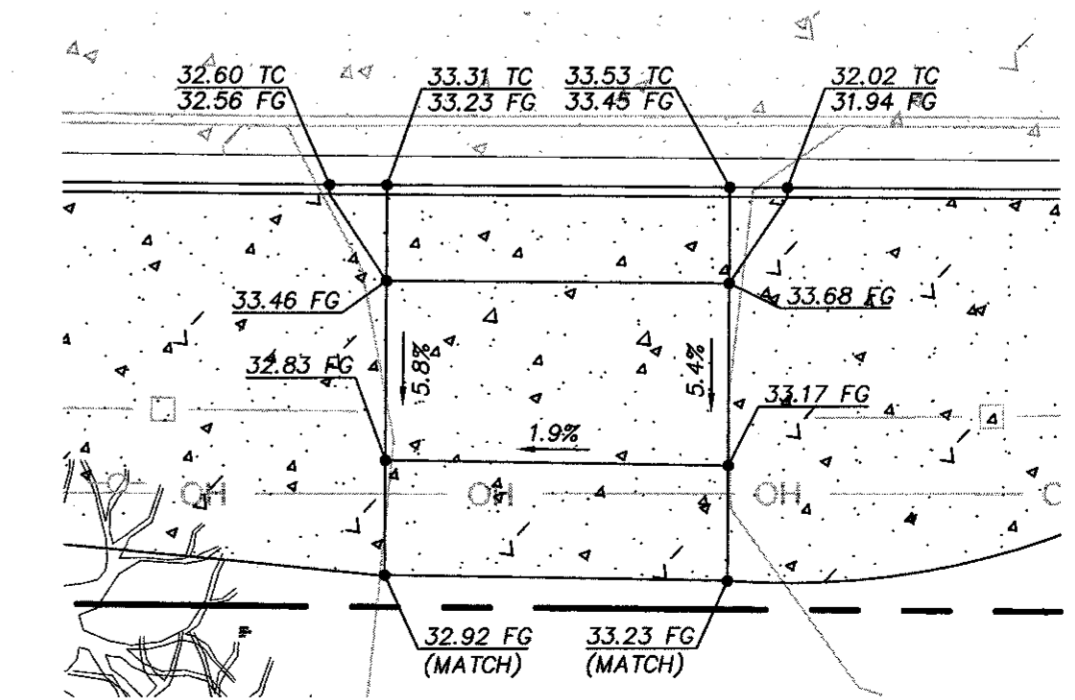 32.60 TC
32.56 FG
33.31 TC
33.23 FG
33.53 TC
33.45 FG
32.02 TC
31.94 FG
33.46 FG
33.68 FG
5.8%
5.4%
32.83 FG
33.17 FG
1.9%
OH
OH
OH
32.92 FG
(MATCH)
33.23 FG
(MATCH)